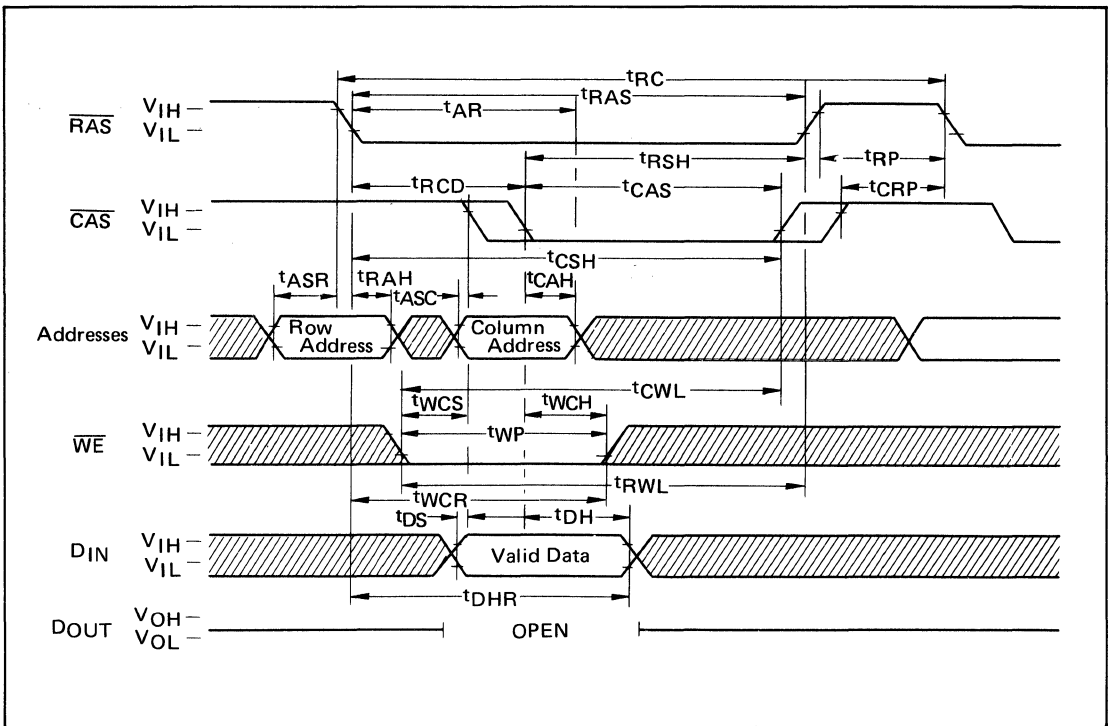 tRC
tRAS
tAR
RAS
VIH
VIL
tRSH
tRP
tRCD
tCAS
tCRP
CAS
VIH
VIL
tCSH
tASR
tRAH
tASC
tCAH
Addresses
VIH
VIL
Row
Address
Column
Address
tCWL
tWCS
tWCH
tWP
WE
VIH
VIL
tRWL
tWCR
tDS
tDH
DIN
VIH
VIL
Valid Data
tDHR
DOUT
VOH
VOL
OPEN